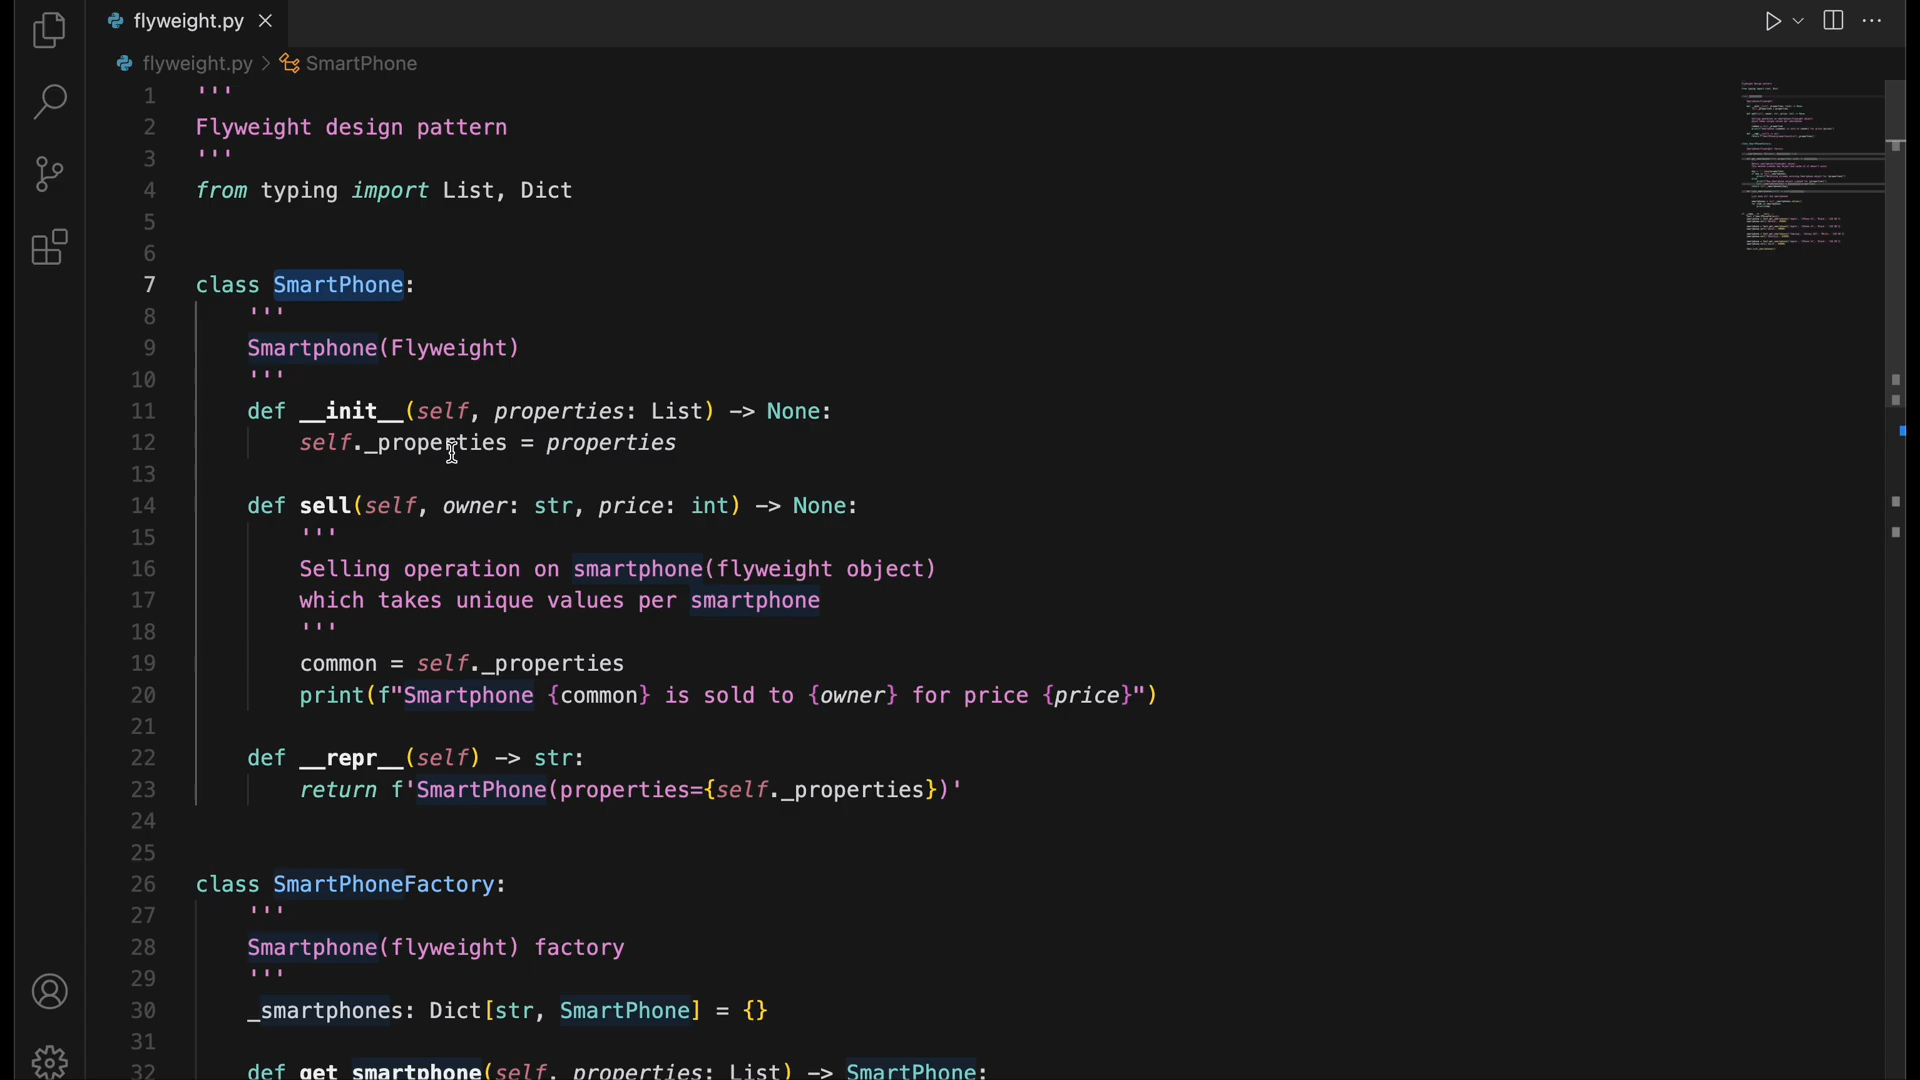 flyweight.py
flyweight.py > SmartPhone
1 '''
2 Flyweight design pattern
3 '''
4 from typing import List, Dict
5
6
7 class SmartPhone:
8     '''
9     Smartphone(Flyweight)
10     '''
11     def __init__(self, properties: List) -> None:
12         self._properties = properties
13
14     def sell(self, owner: str, price: int) -> None:
15         '''
16         Selling operation on smartphone(flyweight object)
17         which takes unique values per smartphone
18         '''
19         common = self._properties
20         print(f"Smartphone {common} is sold to {owner} for price {price}")
21
22     def __repr__(self) -> str:
23         return f'SmartPhone(properties={self._properties})'
24
25
26 class SmartPhoneFactory:
27     '''
28     Smartphone(flyweight) factory
29     '''
30     _smartphones: Dict[str, SmartPhone] = {}
31
32     def get_smartphone(self, properties: List) -> SmartPhone: